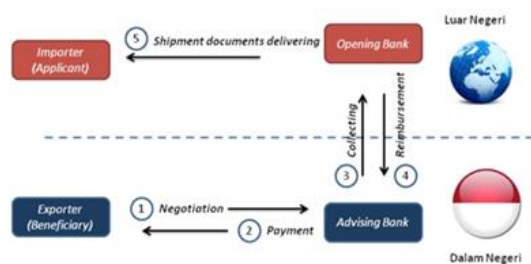 Luar Negeri
5 Shipment documents delivering
Importer
(Applicant)
Opening Bank
Collecting
Reimbursement
3
4
1 Negotiation
Exporter
(Beneficiary)
Advising Bank
2 Payment
Dalam Negeri